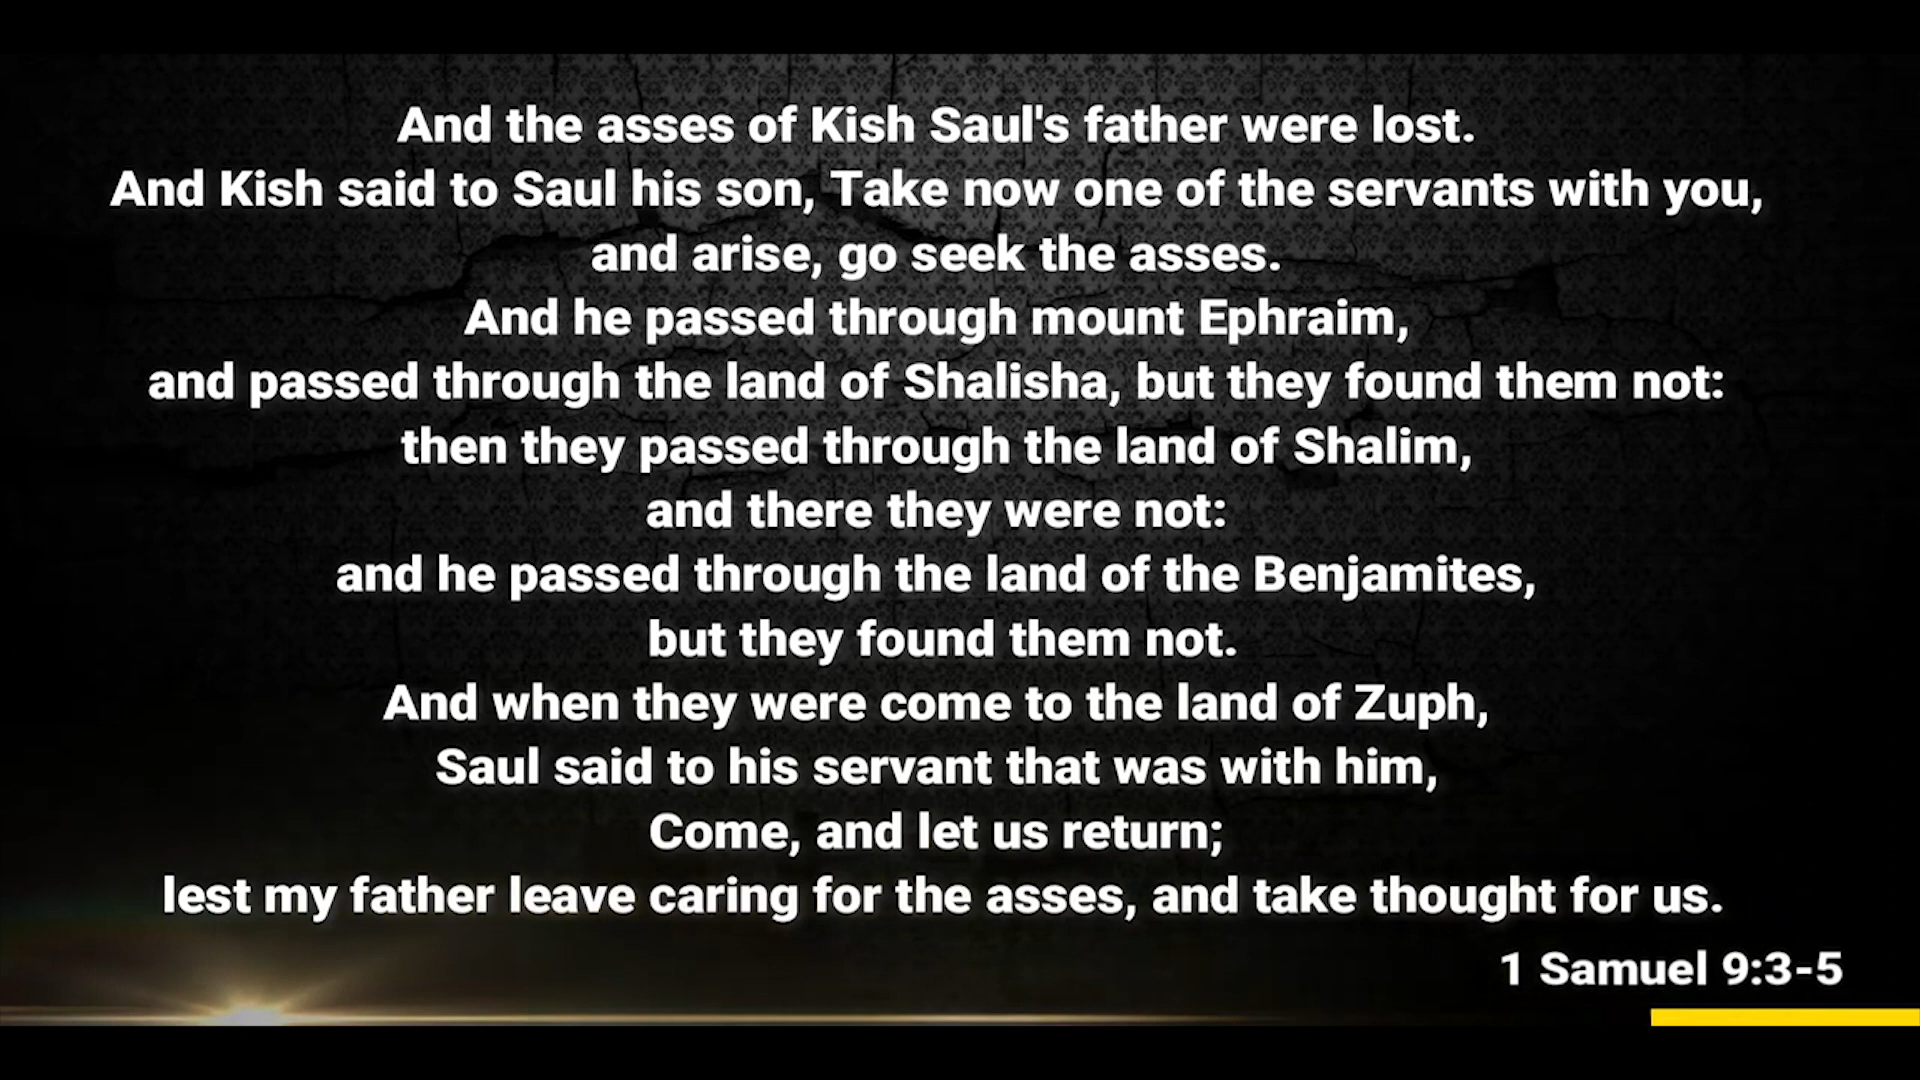 And the asses of Kish Saul's father were lost.
And Kish said to Saul his son, Take now one of the servants with you,
and arise, go seek the asses.
And he passed through mount Ephraim,
and passed through the land of Shalisha, but they found them not:
then they passed through the land of Shalim,
and there they were not:
and he passed through the land of the Benjamites,
but they found them not.
And when they were come to the land of Zuph,
Saul said to his servant that was with him,
Come, and let us return;
lest my father leave caring for the asses, and take thought for us.
1 Samuel 9:3-5